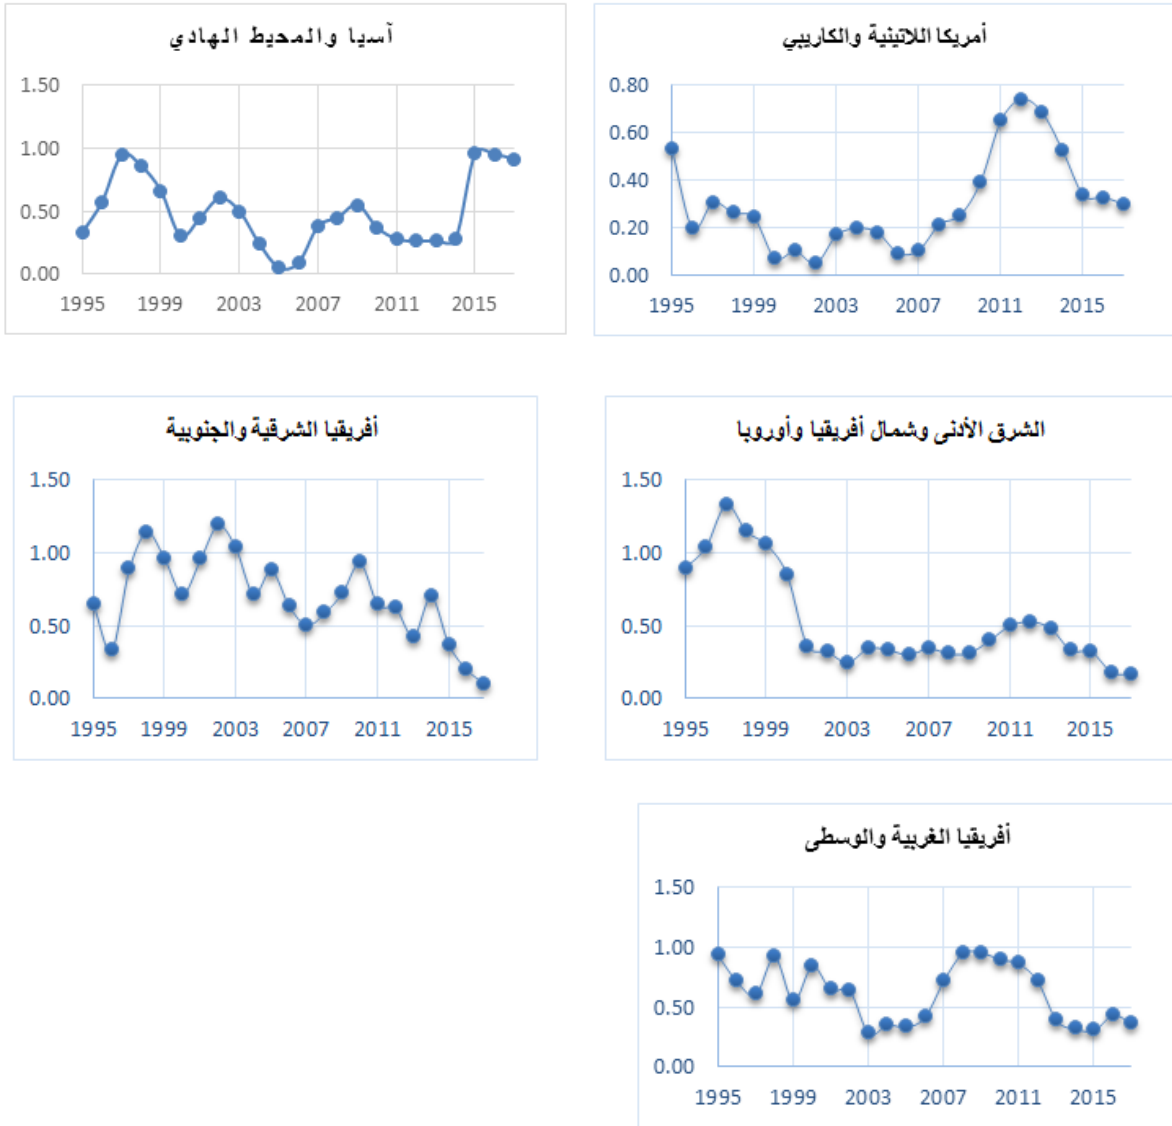 آسيا والمحيط الهادي
1.50
1.00
0.50
0.00
1995 1999 2003 2007 2011 2015
أمريكا اللاتينية والكاريبي
0.80
0.60
0.40
0.20
0.00
1995 1999 2003 2007 2011 2015
أفريقيا الشرقية والجنوبية
1.50
1.00
0.50
0.00
1995 1999 2003 2007 2011 2015
الشرق الأدنى وشمال أفريقيا وأوروبا
1.50
1.00
0.50
0.00
1995 1999 2003 2007 2011 2015
أفريقيا الغربية والوسطى
1.50
1.00
0.50
0.00
1995 1999 2003 2007 2011 2015